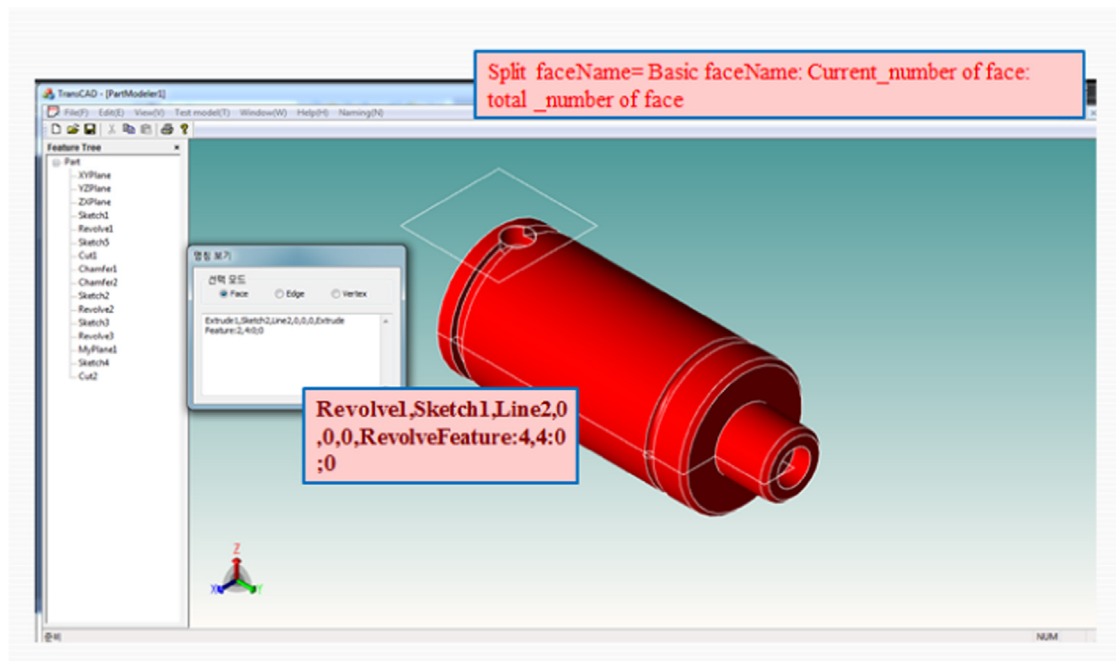 Split faceName= Basic faceName: Current_number of face:
total _number of face
TransCAD - [PartModeler1]
File(F) Edit(E) View(V) Test model(T) Window(W) Help(H) Naming(N)
Feature Tree
Part
XYPlane
YZPlane
ZXPlane
Sketch1
Revolve1
Sketch5
Cut1
Chamfer1
Chamfer2
Sketch2
Revolve2
Sketch3
Revolve3
MyPlane1
Sketch4
Cut2
명칭 보기
선택 모드
Face Edge Vertex
Extrude1,Sketch2,Line2,0,0,0,Extrude
Feature:2,4:0;0
Revolve1,Sketch1,Line2,0
,0,0,RevolveFeature:4,4:0
;0
Z
X
Y
준비 NUM